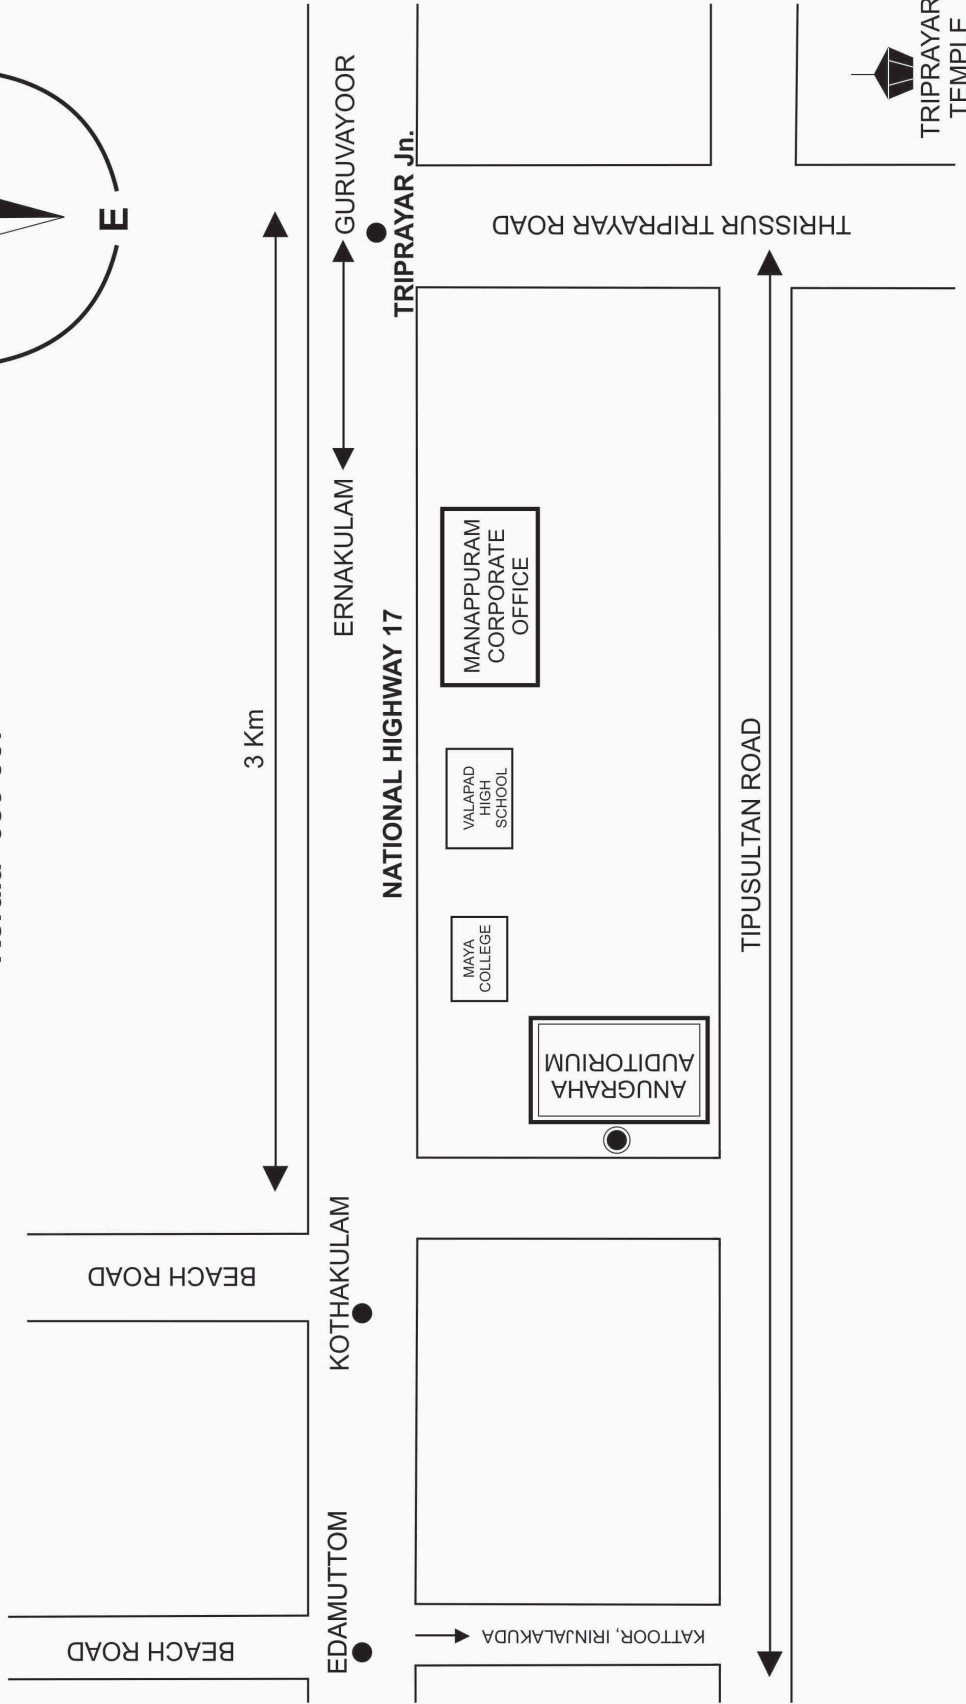 E
GURUVAYOOR
TRIPRAYAR Jn.
THRISSUR TRIPRAYAR ROAD
TRIPRAYAR
TEMPLE
3 Km
ERNAKULAM
NATIONAL HIGHWAY 17
MANAPPURAM
CORPORATE
OFFICE
VALAPAD
HIGH
SCHOOL
MAYA
COLLEGE
ANUGRAHA
AUDITORIUM
TIPUSULTAN ROAD
BEACH ROAD
KOTHAKULAM
BEACH ROAD
EDAMUTTOM
KATTOOR, IRINJALAKUDA